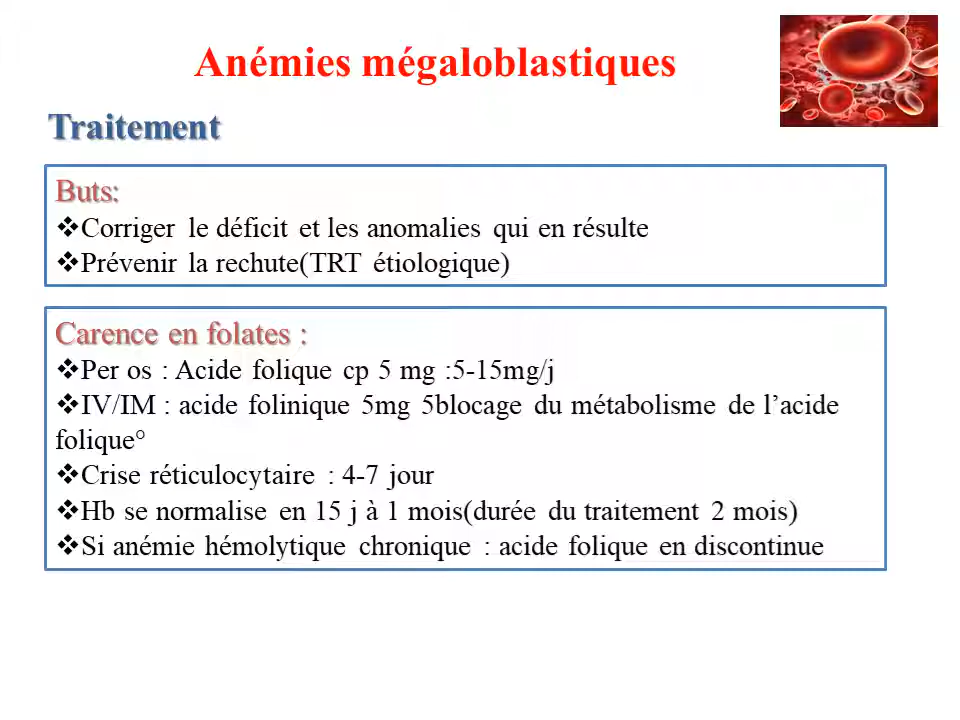 Anémies mégaloblastiques
Traitement
Buts:
❖Corriger le déficit et les anomalies qui en résulte
❖Prévenir la rechute(TRT étiologique)
Carence en folates :
❖Per os : Acide folique cp 5 mg :5-15mg/j
❖IV/IM : acide folinique 5mg 5blocage du métabolisme de l’acide
folique°
❖Crise réticulocytaire : 4-7 jour
❖Hb se normalise en 15 j à 1 mois(durée du traitement 2 mois)
❖Si anémie hémolytique chronique : acide folique en discontinue